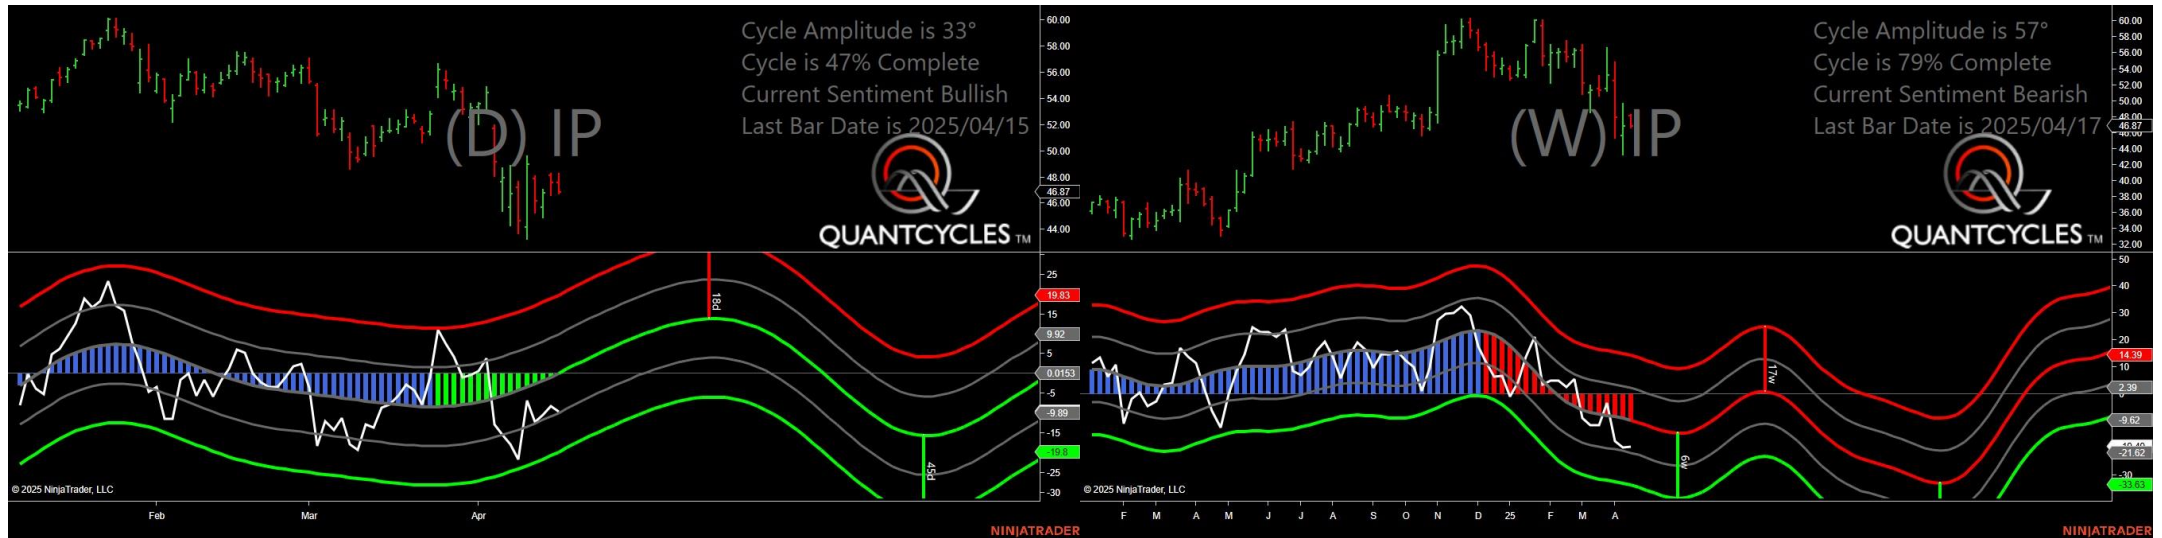 Cycle Amplitude is 33°
Cycle is 47% Complete
Current Sentiment Bullish
Last Bar Date is 2025/04/15
(D) IP
QUANTCYCLES TM
60.00
58.00
56.00
54.00
52.00
50.00
48.00
46.87
46.00
44.00
18d
45d
25
19.83
15
9.92
5
0.0153
-5
-9.89
-15
-19.8
-25
-30
© 2025 NinjaTrader, LLC
Feb Mar Apr
NINJATRADER
Cycle Amplitude is 57°
Cycle is 79% Complete
Current Sentiment Bearish
Last Bar Date is 2025/04/17
(W) IP
QUANTCYCLES TM
60.00
58.00
56.00
54.00
52.00
50.00
48.00
46.87
44.00
42.00
40.00
38.00
36.00
34.00
32.00
17w
6w
50
40
30
20
14.39
2.39
0
-9.62
-21.62
-30
-33.63
© 2025 NinjaTrader, LLC
F M A M J J A S O N D 25 F M A
NINJATRADER